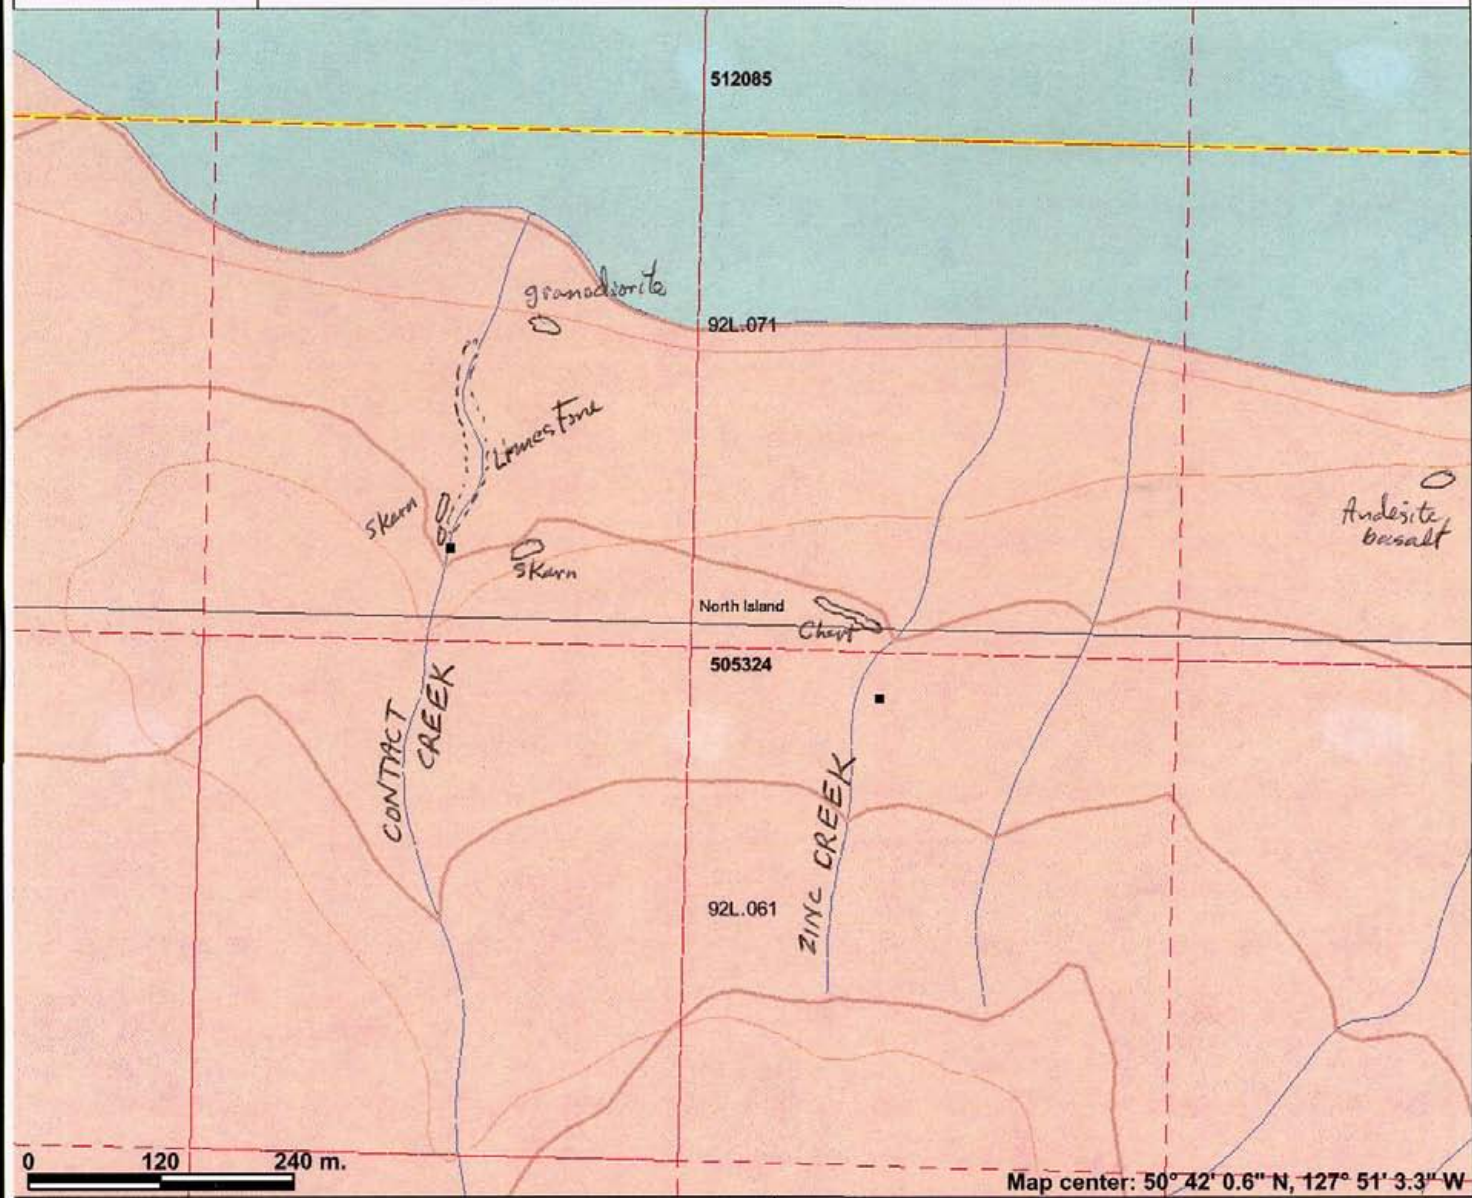 512085
granodiorite
92L.071
Limestone
skarn
Andesite,
basalt
skarn
North Island
Chert
505324
CONTACT
CREEK
ZINC CREEK
92L.061
0 120 240 m.
Map center: 50° 42' 0.6" N, 127° 51' 3.3" W